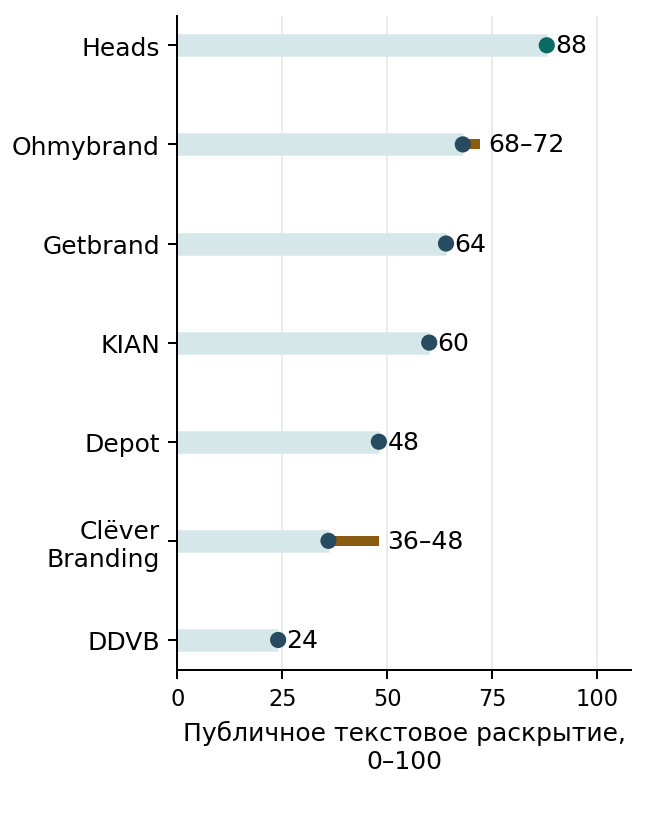 Heads 88
Ohmybrand 68–72
Getbrand 64
KIAN 60
Depot 48
Clëver
Branding 36–48
DDVB 24
0 25 50 75 100
Публичное текстовое раскрытие,
0–100